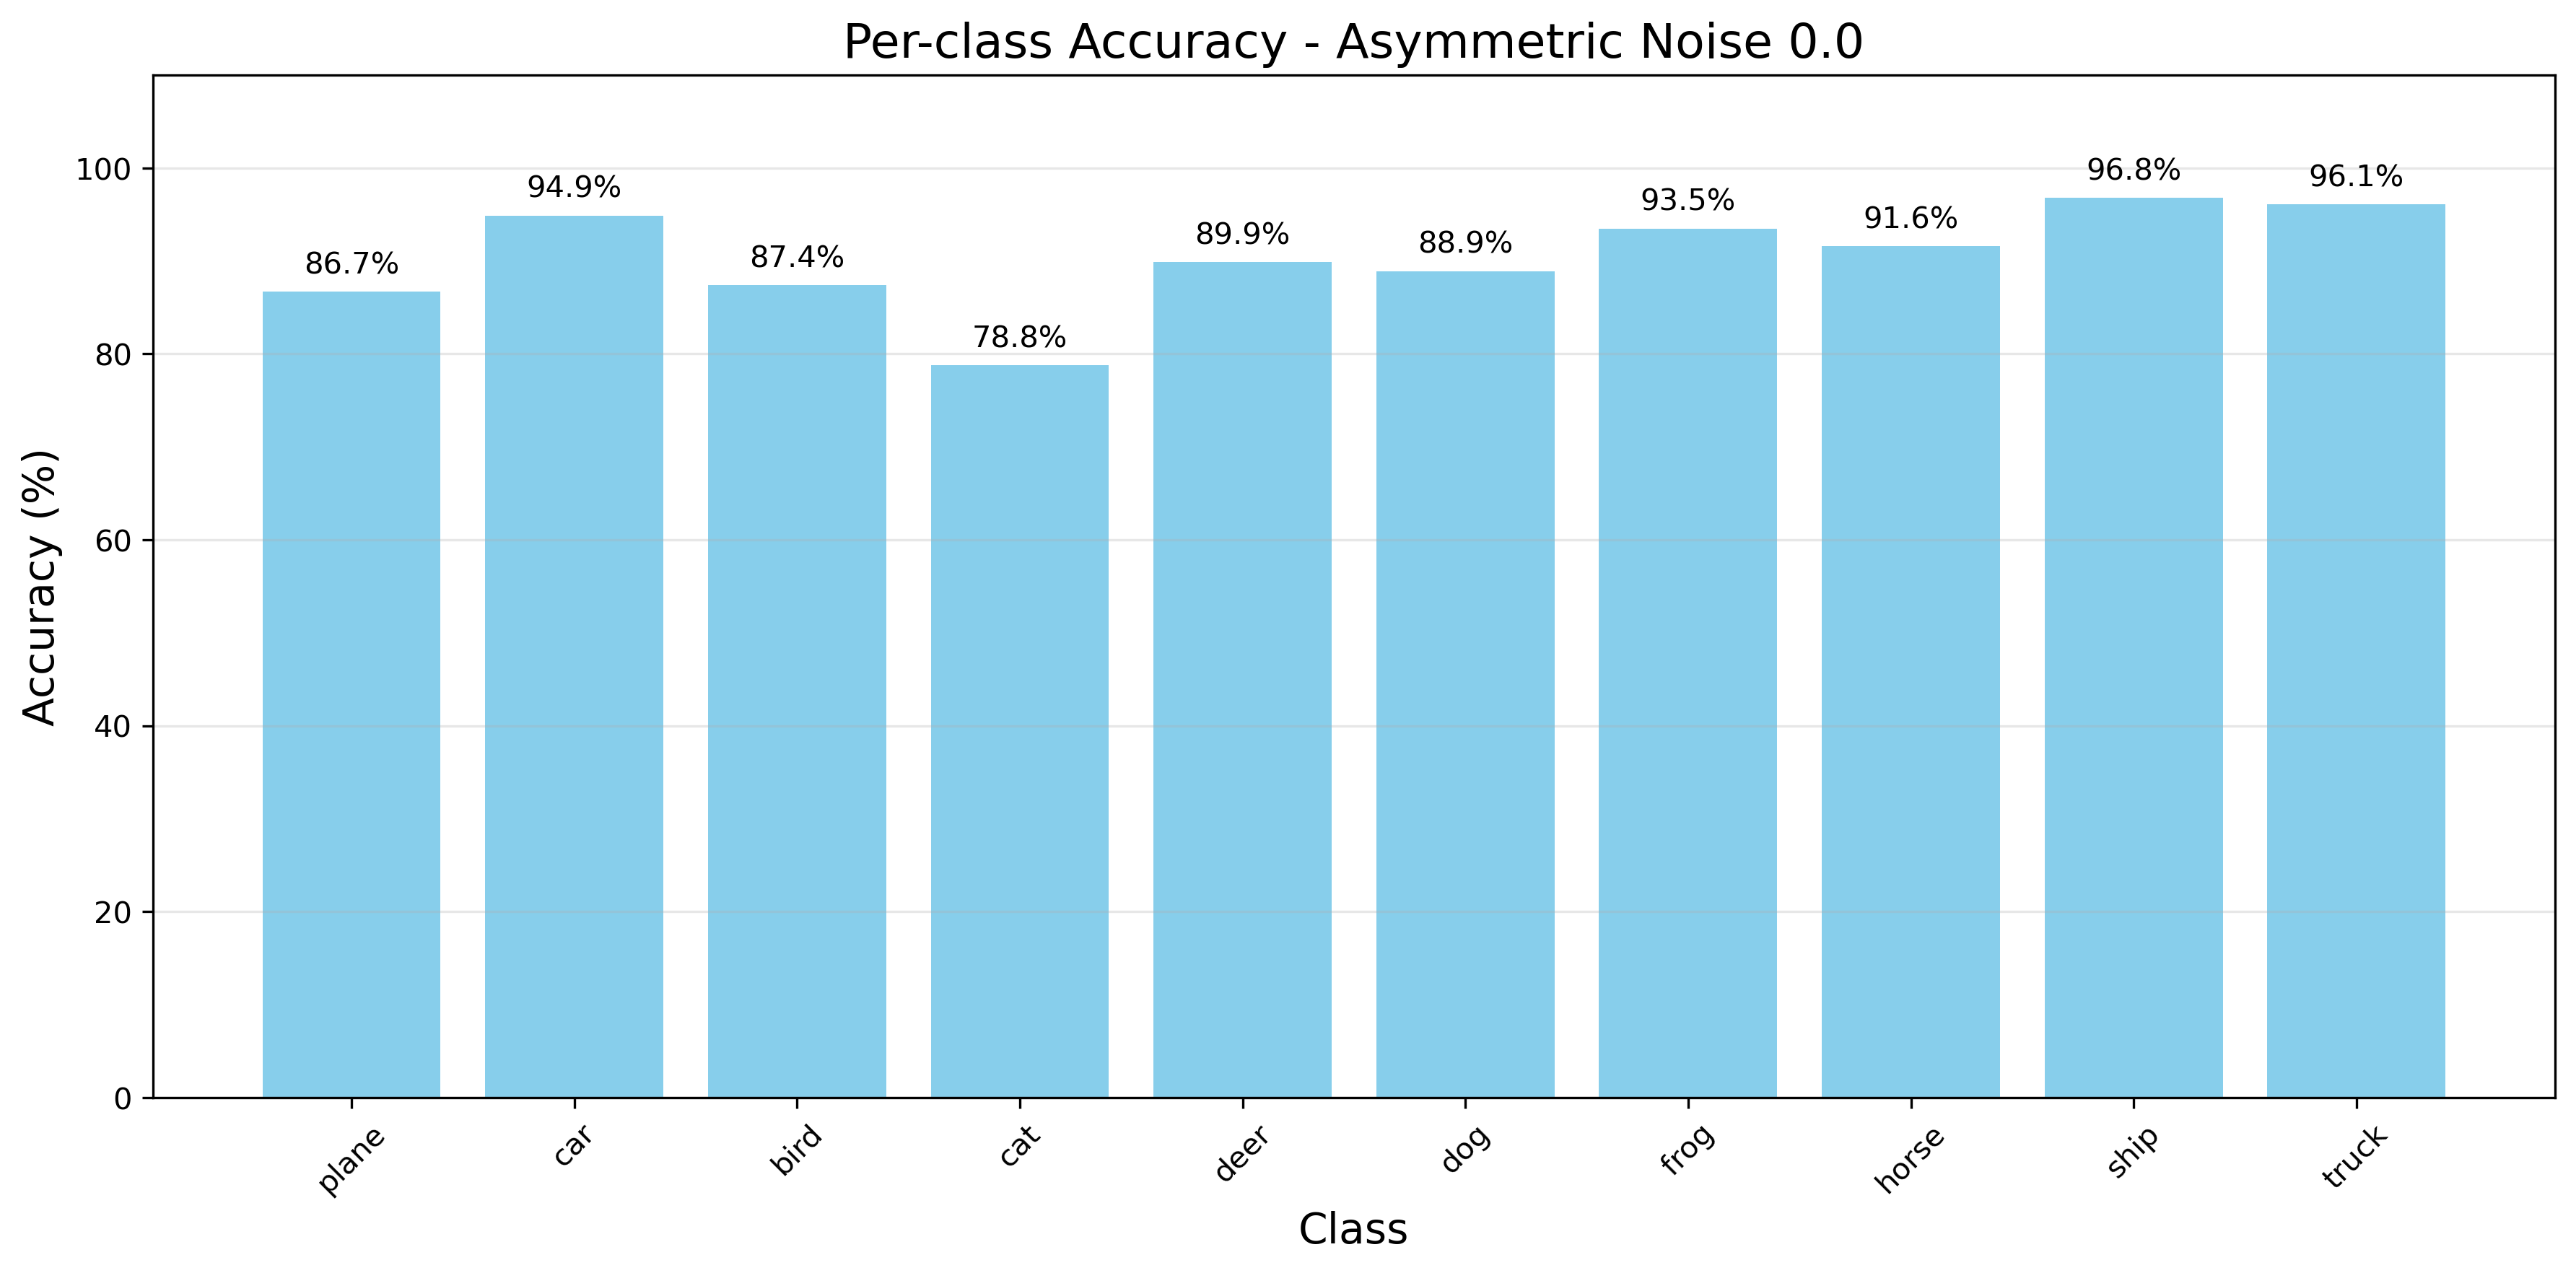 Per-class Accuracy - Asymmetric Noise 0.0
Accuracy (%)
100
80
60
40
20
0
86.7%
94.9%
87.4%
78.8%
89.9%
88.9%
93.5%
91.6%
96.8%
96.1%
plane
car
bird
cat
deer
dog
frog
horse
ship
truck
Class